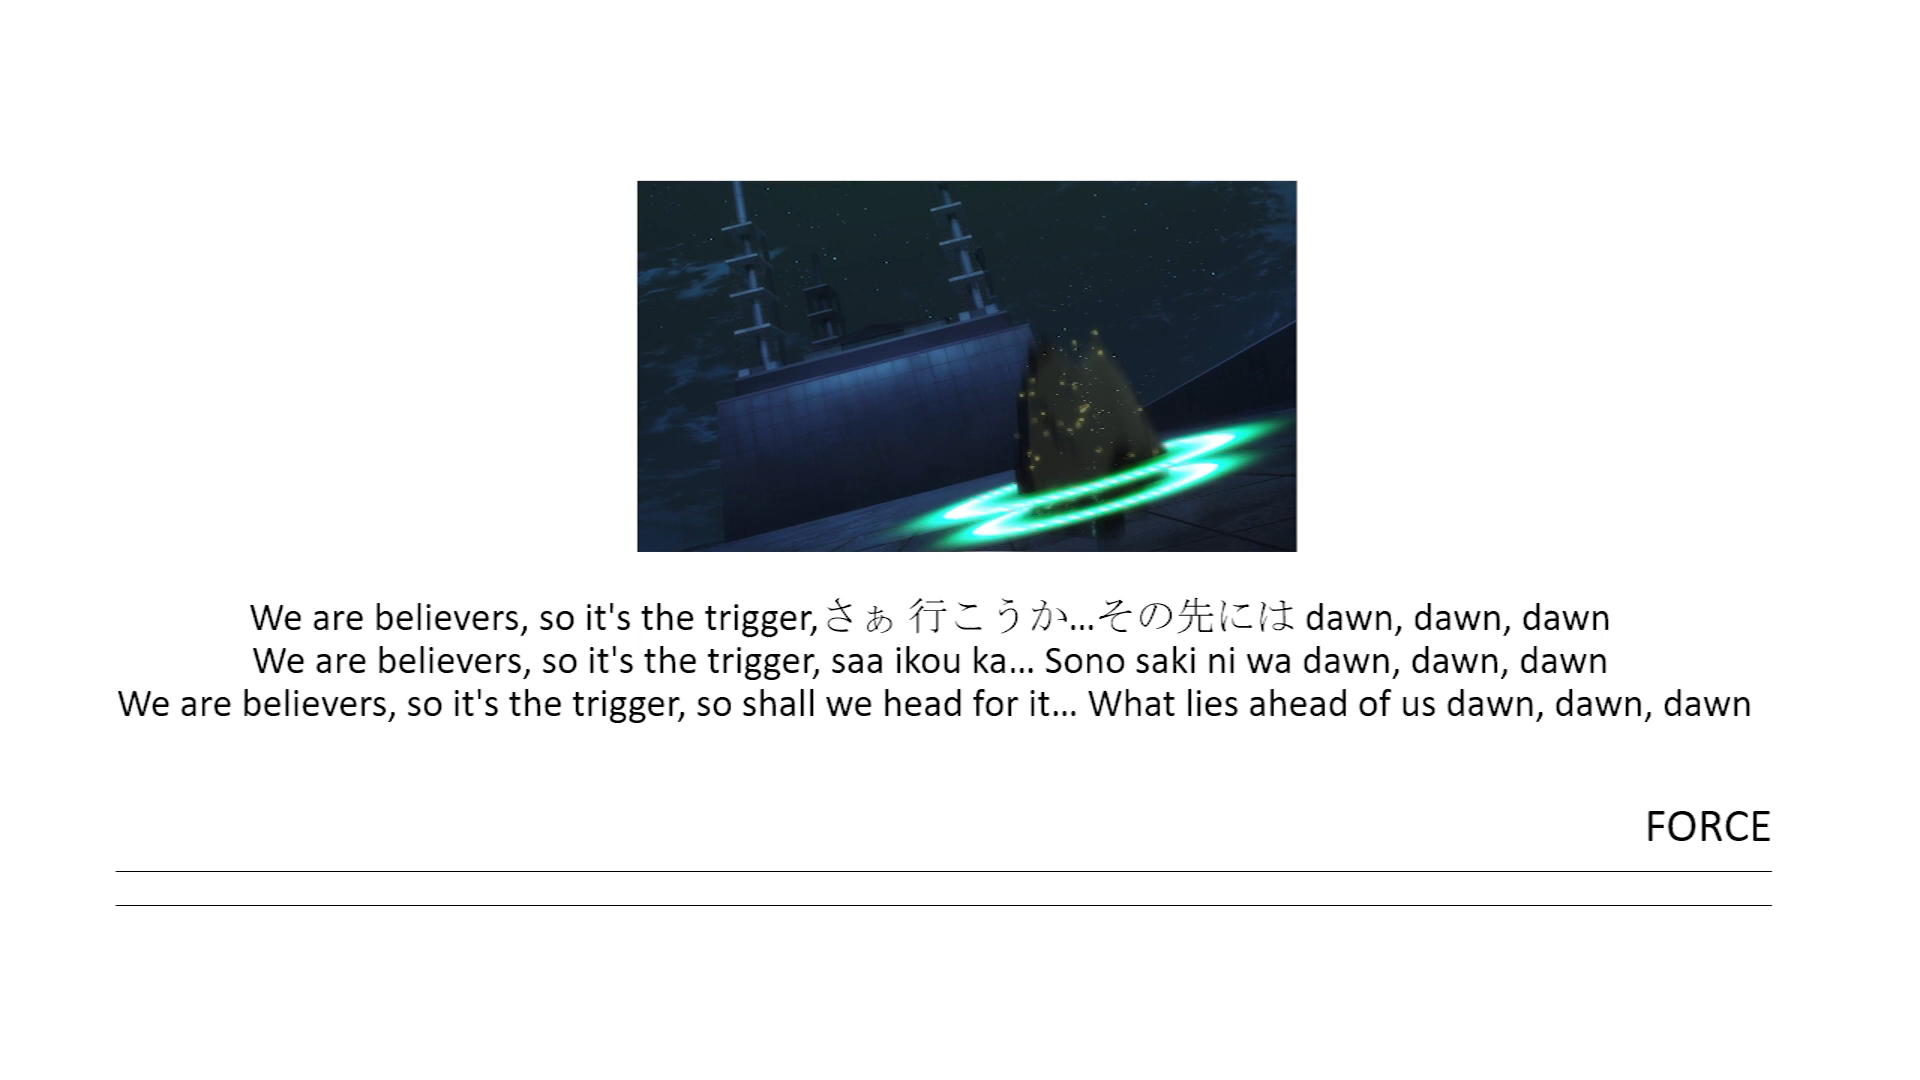 We are believers, so it's the trigger,さぁ 行こうか...その先には dawn, dawn, dawn
We are believers, so it's the trigger, saa ikou ka... Sono saki ni wa dawn, dawn, dawn
We are believers, so it's the trigger, so shall we head for it... What lies ahead of us dawn, dawn, dawn
FORCE